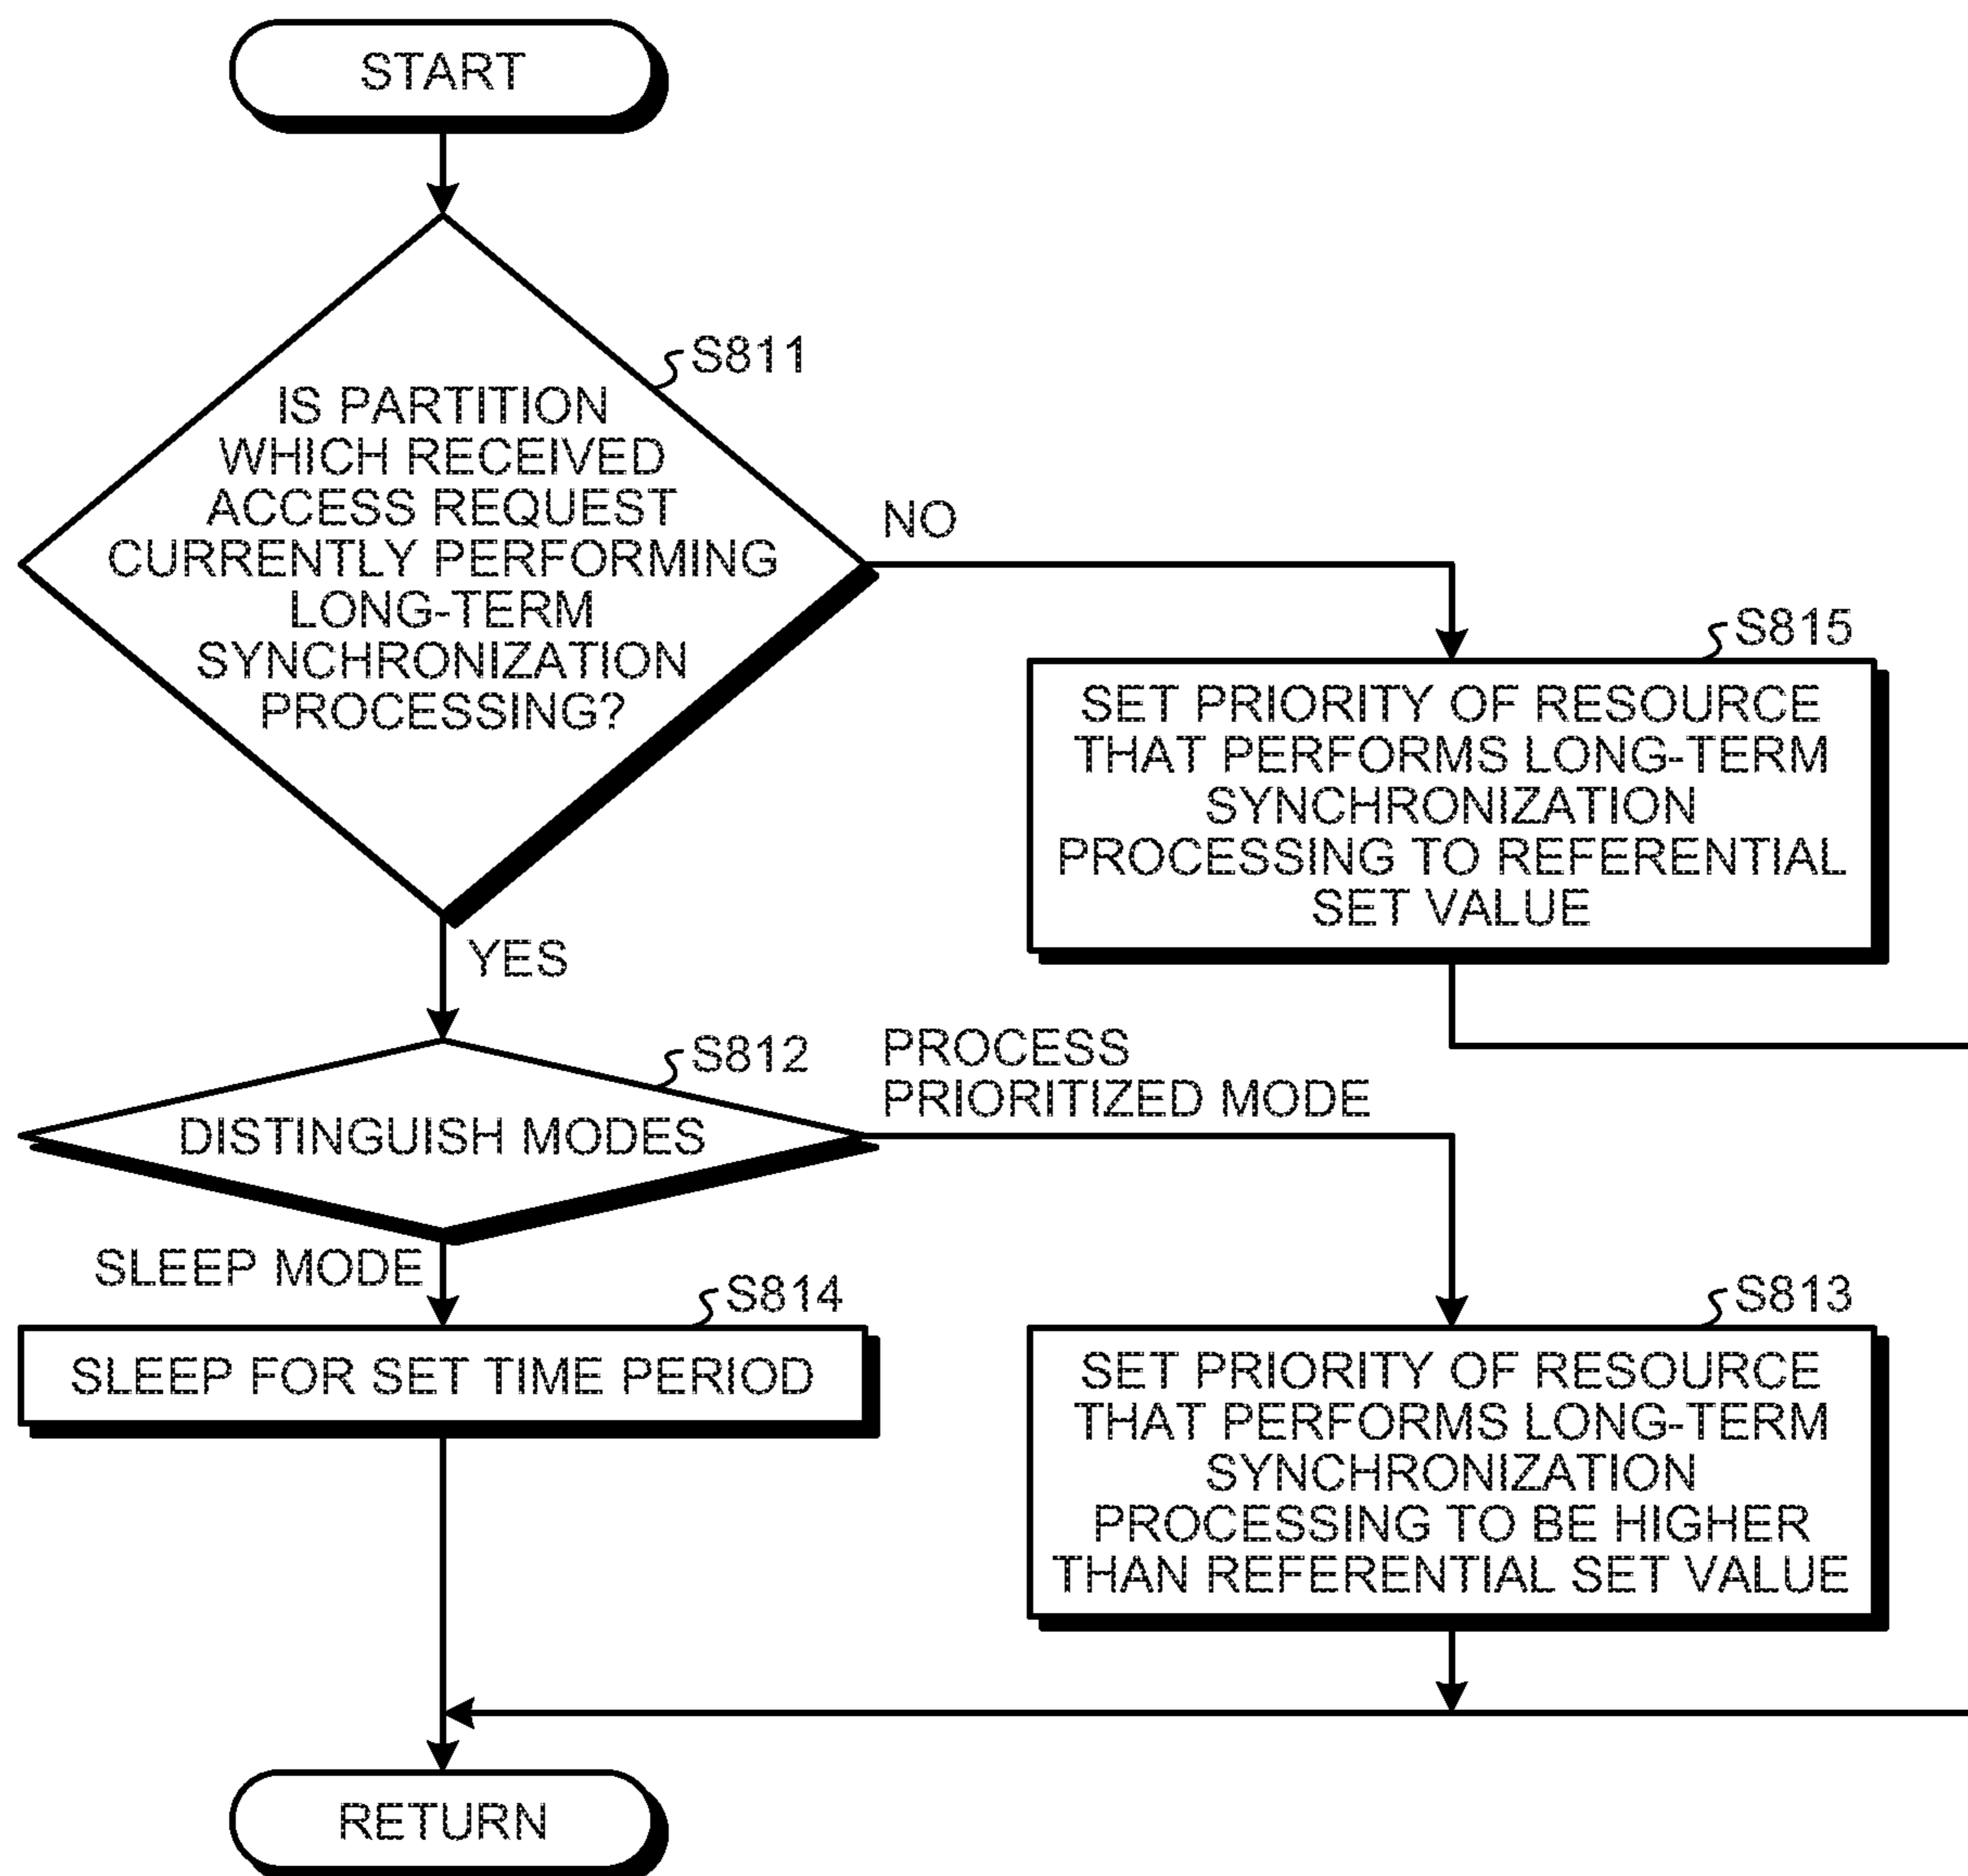 START
S811
IS PARTITION
WHICH RECEIVED
ACCESS REQUEST
CURRENTLY PERFORMING
LONG-TERM
SYNCHRONIZATION
PROCESSING?
NO
S815
SET PRIORITY OF RESOURCE
THAT PERFORMS LONG-TERM
SYNCHRONIZATION
PROCESSING TO REFERENTIAL
SET VALUE
YES
S812
DISTINGUISH MODES
PROCESS
PRIORITIZED MODE
SLEEP MODE
S814
SLEEP FOR SET TIME PERIOD
S813
SET PRIORITY OF RESOURCE
THAT PERFORMS LONG-TERM
SYNCHRONIZATION
PROCESSING TO BE HIGHER
THAN REFERENTIAL SET VALUE
RETURN